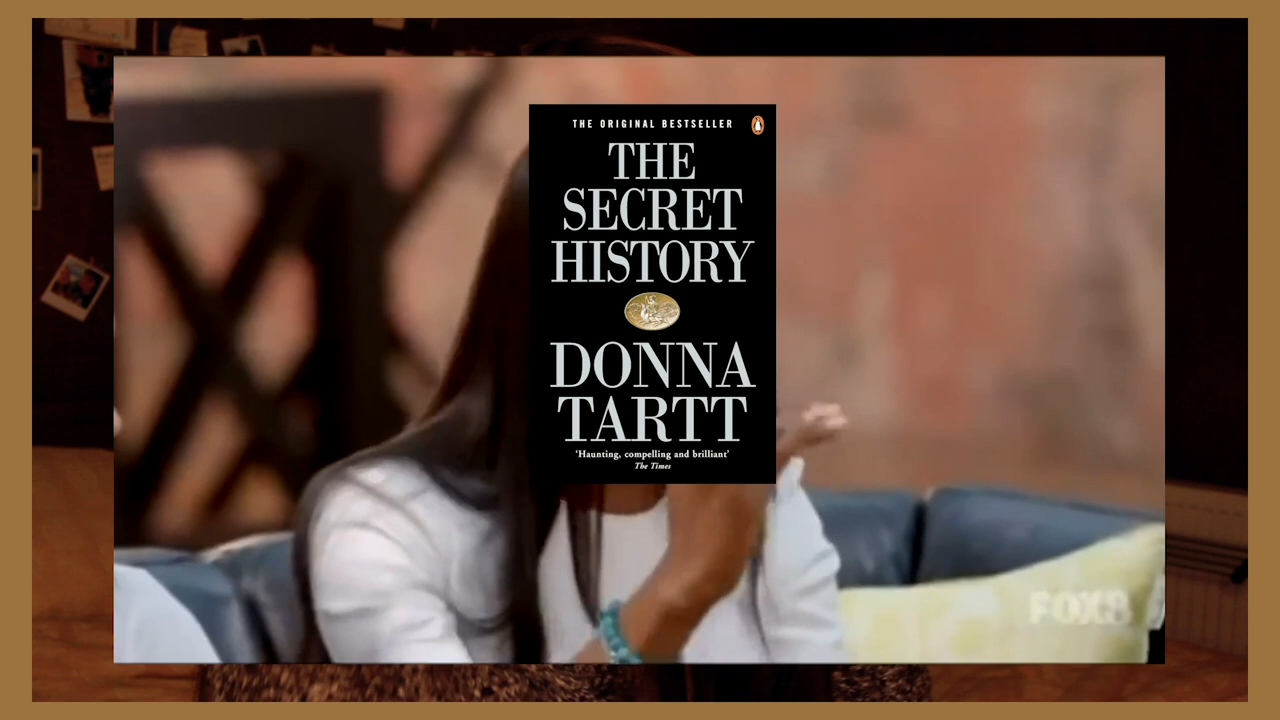 THE ORIGINAL BESTSELLER
THE
SECRET
HISTORY
DONNA
TARTT
‘Haunting, compelling and brilliant’
The Times
FOX8